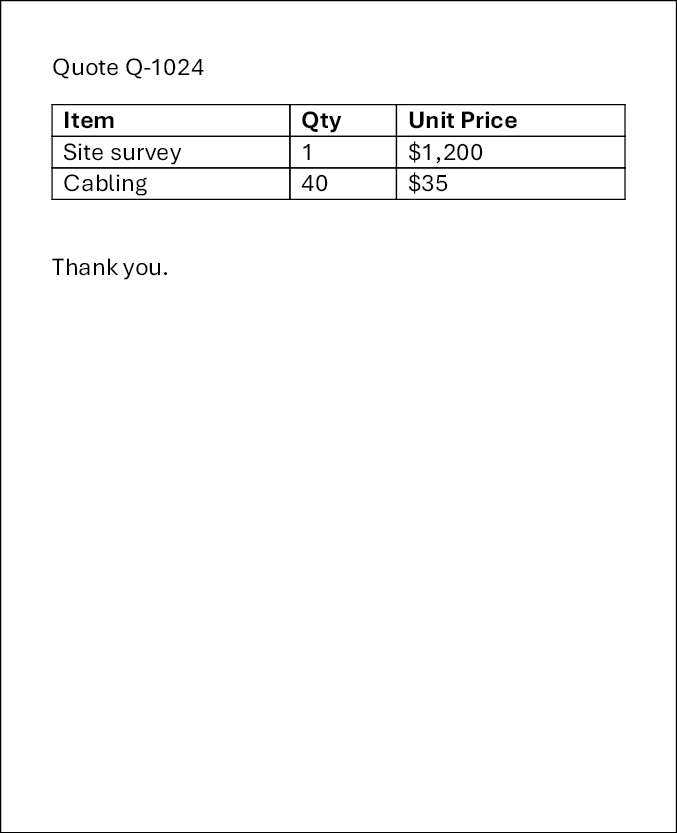 Quote Q-1024
Item Qty Unit Price
Site survey 1 $1,200
Cabling 40 $35
Thank you.